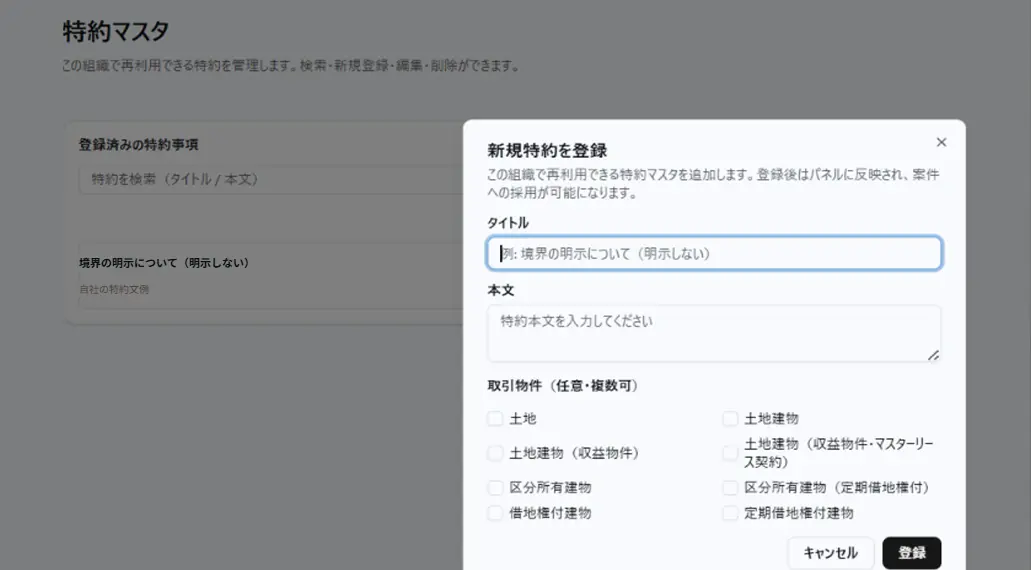 特約マスタ
この組織で再利用できる特約を管理します。検索・新規登録・編集・削除ができます。
登録済みの特約事項
特約を検索（タイトル / 本文）
境界の明示について（明示しない）
自社の特約文例
新規特約を登録
この組織で再利用できる特約マスタを追加します。登録後はパネルに反映され、案件
への採用が可能になります。
タイトル
例: 境界の明示について（明示しない）
本文
特約本文を入力してください
取引物件（任意・複数可）
土地
土地建物
土地建物（収益物件）
土地建物（収益物件・マスターリー
ス契約）
区分所有建物
区分所有建物（定期借地権付）
借地権付建物
定期借地権付建物
キャンセル
登録